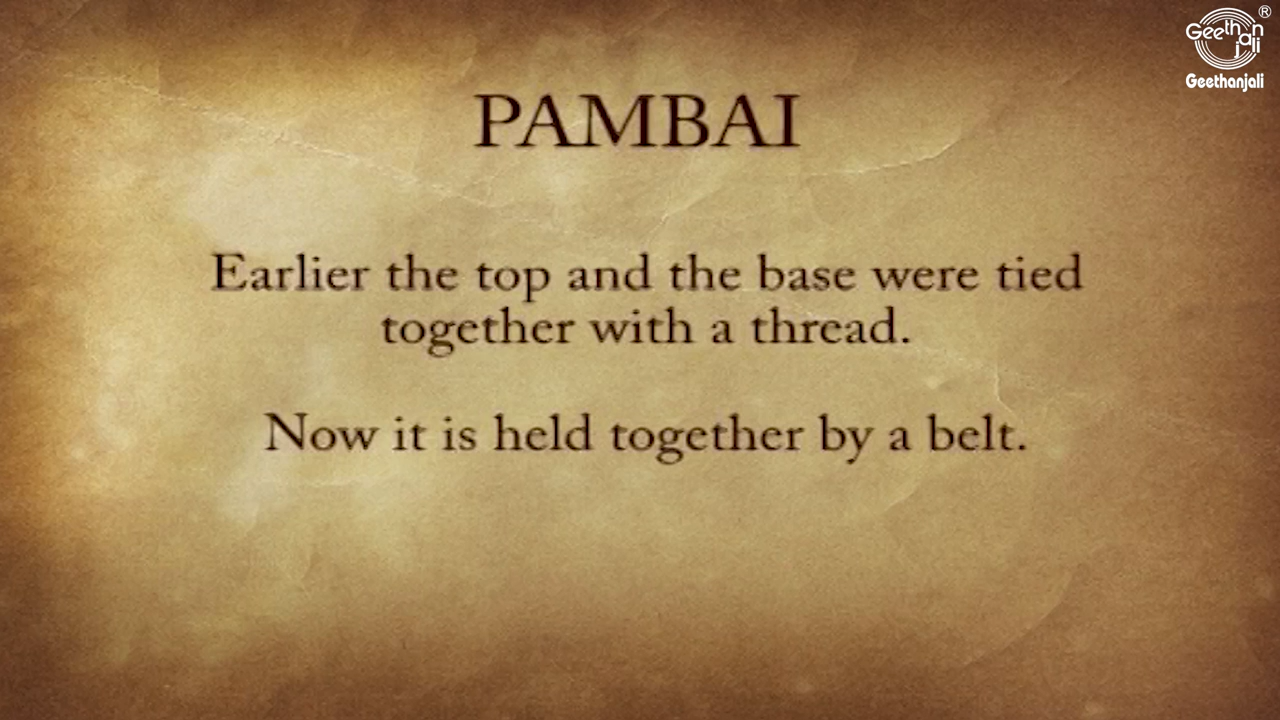 Geethanjali ®
Geethanjali
PAMBAI
Earlier the top and the base were tied
together with a thread.
Now it is held together by a belt.